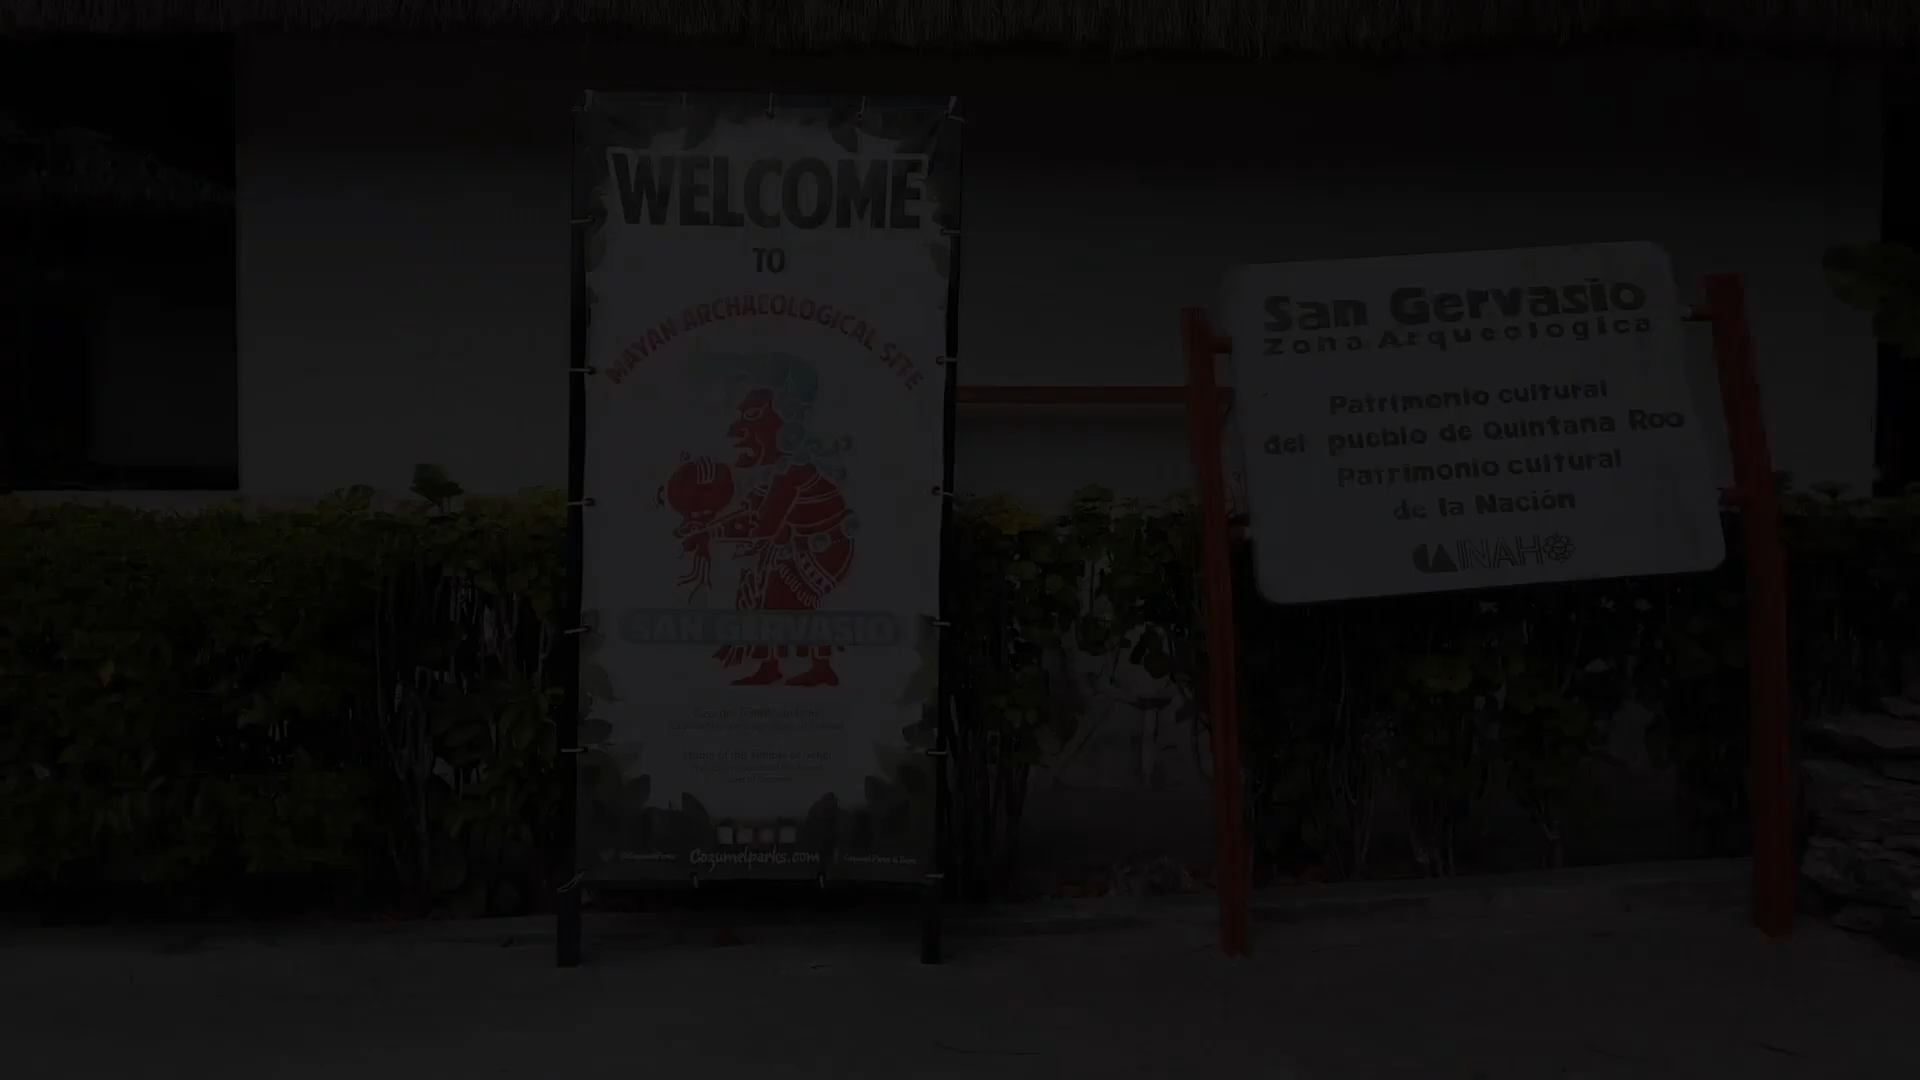 WELCOME
TO
MAYAN ARCHAEOLOGICAL SITE
SAN GERVASIO
Cozumelparks.com
San Gervasio
Zona Arqueologica
Patrimonio cultural
del pueblo de Quintana Roo
Patrimonio cultural
de la Nación
INAH